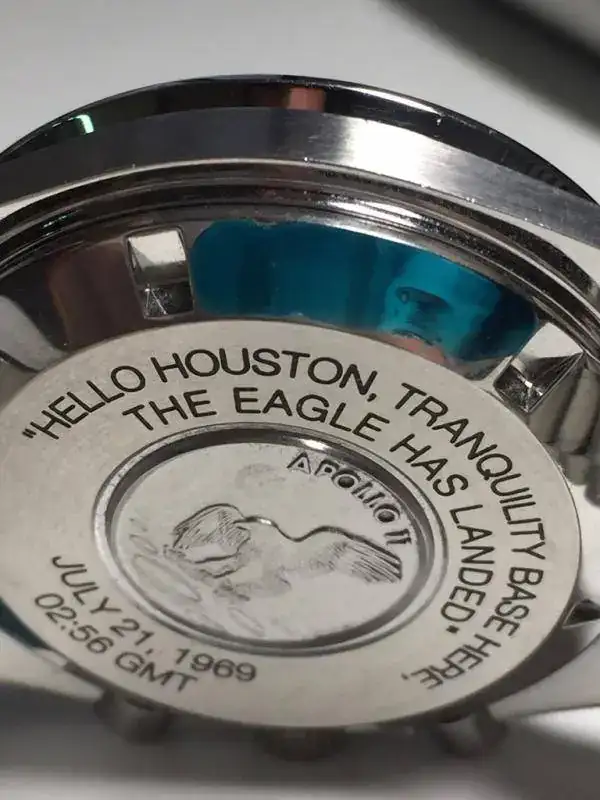 "HELLO HOUSTON, TRANQUILITY BASE HERE,
THE EAGLE HAS LANDED"
APOLLO 11
JULY 21, 1969
02:56 GMT